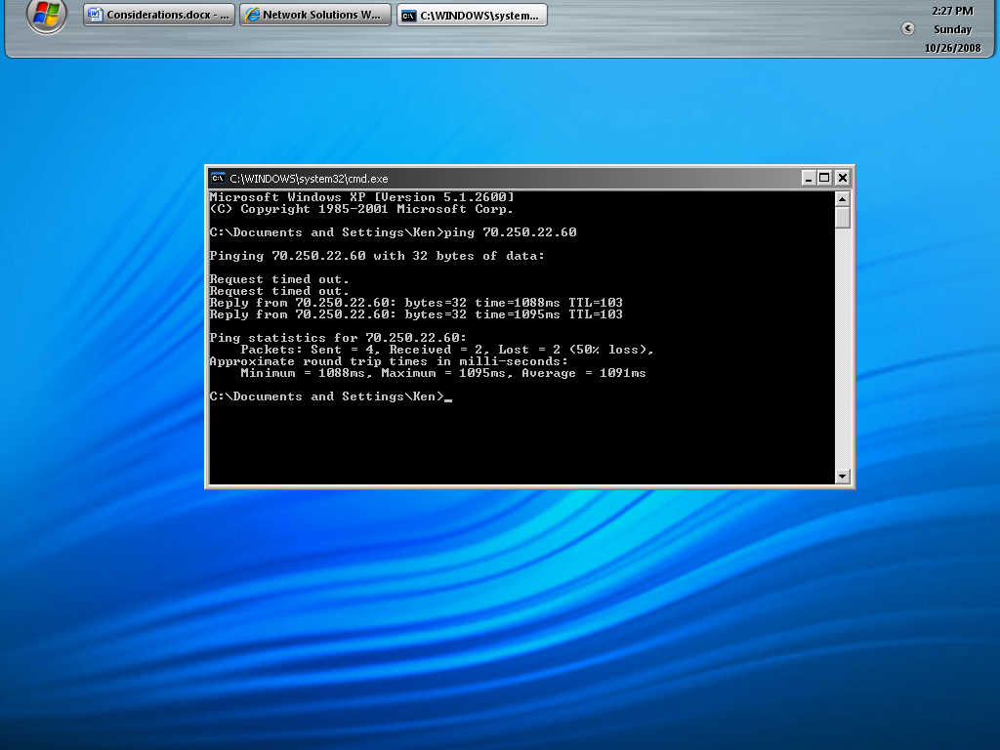 Considerations.docx - ...
Network Solutions W...
C:\WINDOWS\system...
2:27 PM
Sunday
10/26/2008
C:\WINDOWS\system32\cmd.exe
Microsoft Windows XP [Version 5.1.2600]
(C) Copyright 1985-2001 Microsoft Corp.
C:\Documents and Settings\Ken>ping 70.250.22.60
Pinging 70.250.22.60 with 32 bytes of data:
Request timed out.
Request timed out.
Reply from 70.250.22.60: bytes=32 time=1088ms TTL=103
Reply from 70.250.22.60: bytes=32 time=1095ms TTL=103
Ping statistics for 70.250.22.60:
    Packets: Sent = 4, Received = 2, Lost = 2 (50% loss),
Approximate round trip times in milli-seconds:
    Minimum = 1088ms, Maximum = 1095ms, Average = 1091ms
C:\Documents and Settings\Ken>_